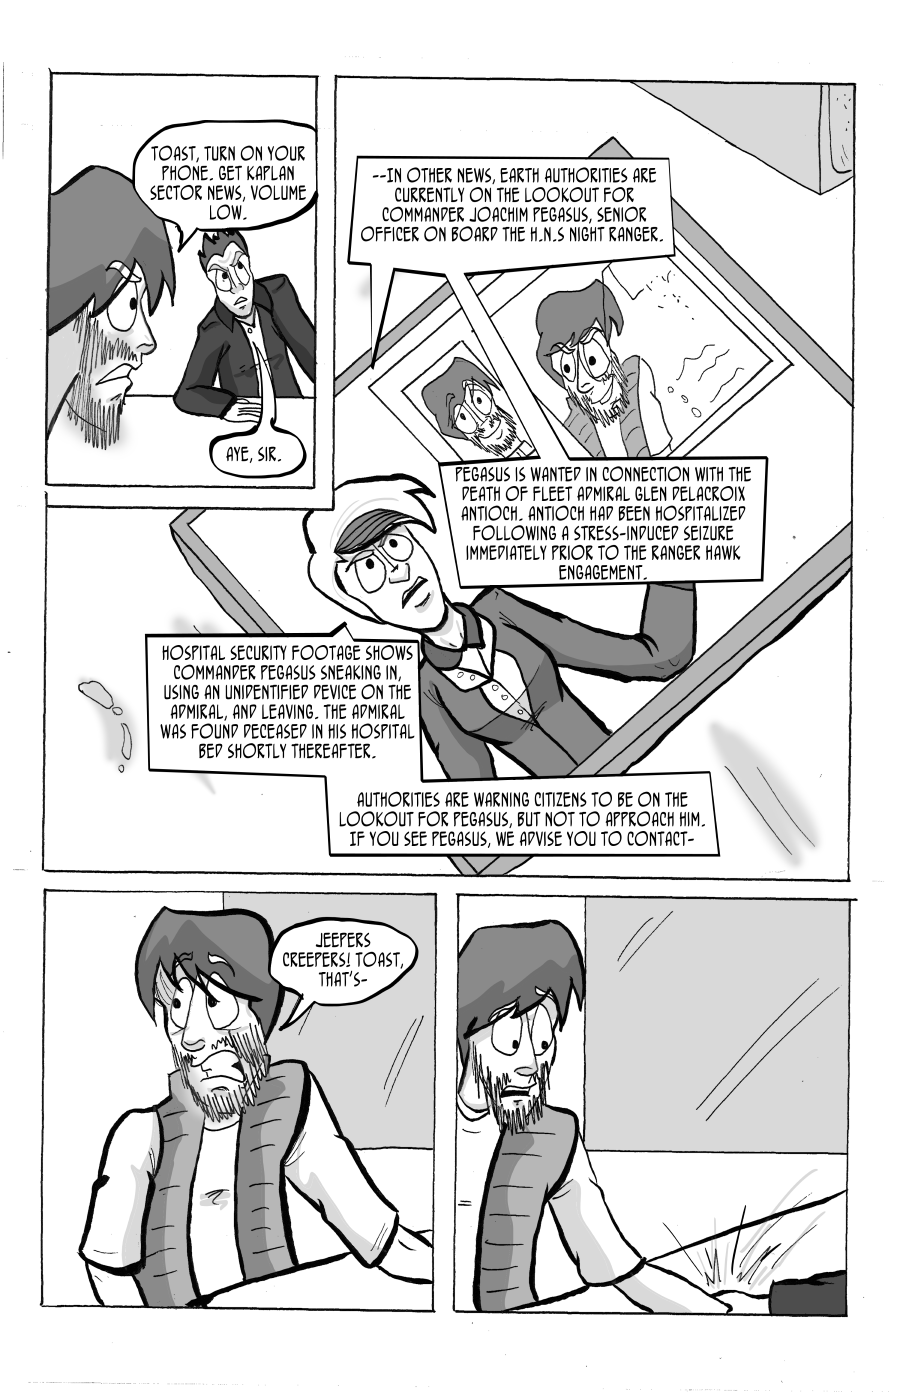 TOAST, TURN ON YOUR
PHONE. GET KAPLAN
SECTOR NEWS, VOLUME
LOW.
AYE, SIR.
--IN OTHER NEWS, EARTH AUTHORITIES ARE
CURRENTLY ON THE LOOKOUT FOR
COMMANDER JOACHIM PEGASUS, SENIOR
OFFICER ON BOARD THE H.N.S NIGHT RANGER.
PEGASUS IS WANTED IN CONNECTION WITH THE
DEATH OF FLEET ADMIRAL GLEN DELACROIX
ANTIOCH. ANTIOCH HAD BEEN HOSPITALIZED
FOLLOWING A STRESS-INDUCED SEIZURE
IMMEDIATELY PRIOR TO THE RANGER HAWK
ENGAGEMENT.
HOSPITAL SECURITY FOOTAGE SHOWS
COMMANDER PEGASUS SNEAKING IN,
USING AN UNIDENTIFIED DEVICE ON THE
ADMIRAL, AND LEAVING. THE ADMIRAL
WAS FOUND DECEASED IN HIS HOSPITAL
BED SHORTLY THEREAFTER.
AUTHORITIES ARE WARNING CITIZENS TO BE ON THE
LOOKOUT FOR PEGASUS, BUT NOT TO APPROACH HIM.
IF YOU SEE PEGASUS, WE ADVISE YOU TO CONTACT-
JEEPERS
CREEPERS! TOAST,
THAT'S-